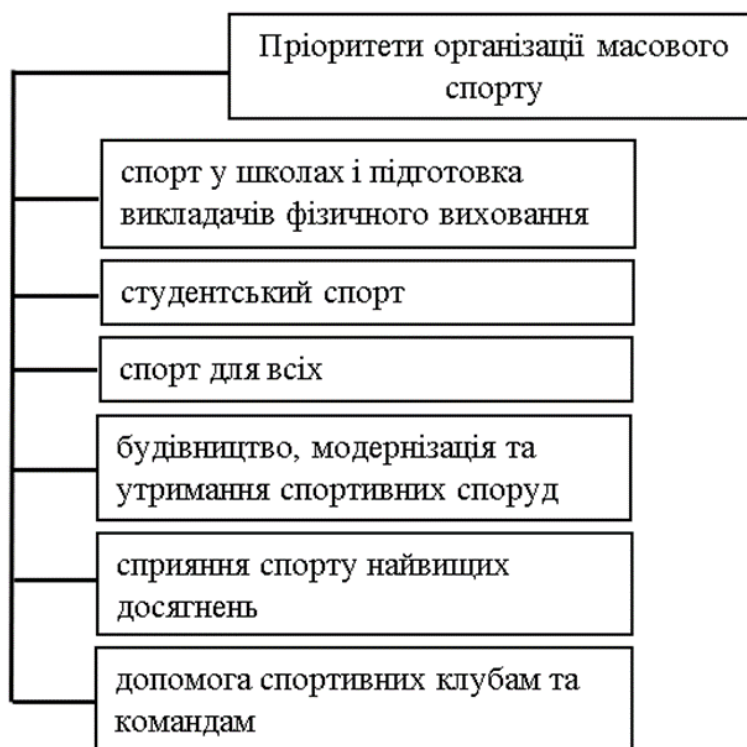 Пріоритети організації масового
спорту
спорт у школах і підготовка
викладачів фізичного виховання
студентський спорт
спорт для всіх
будівництво, модернізація та
утримання спортивних споруд
сприяння спорту найвищих
досягнень
допомога спортивних клубам та
командам